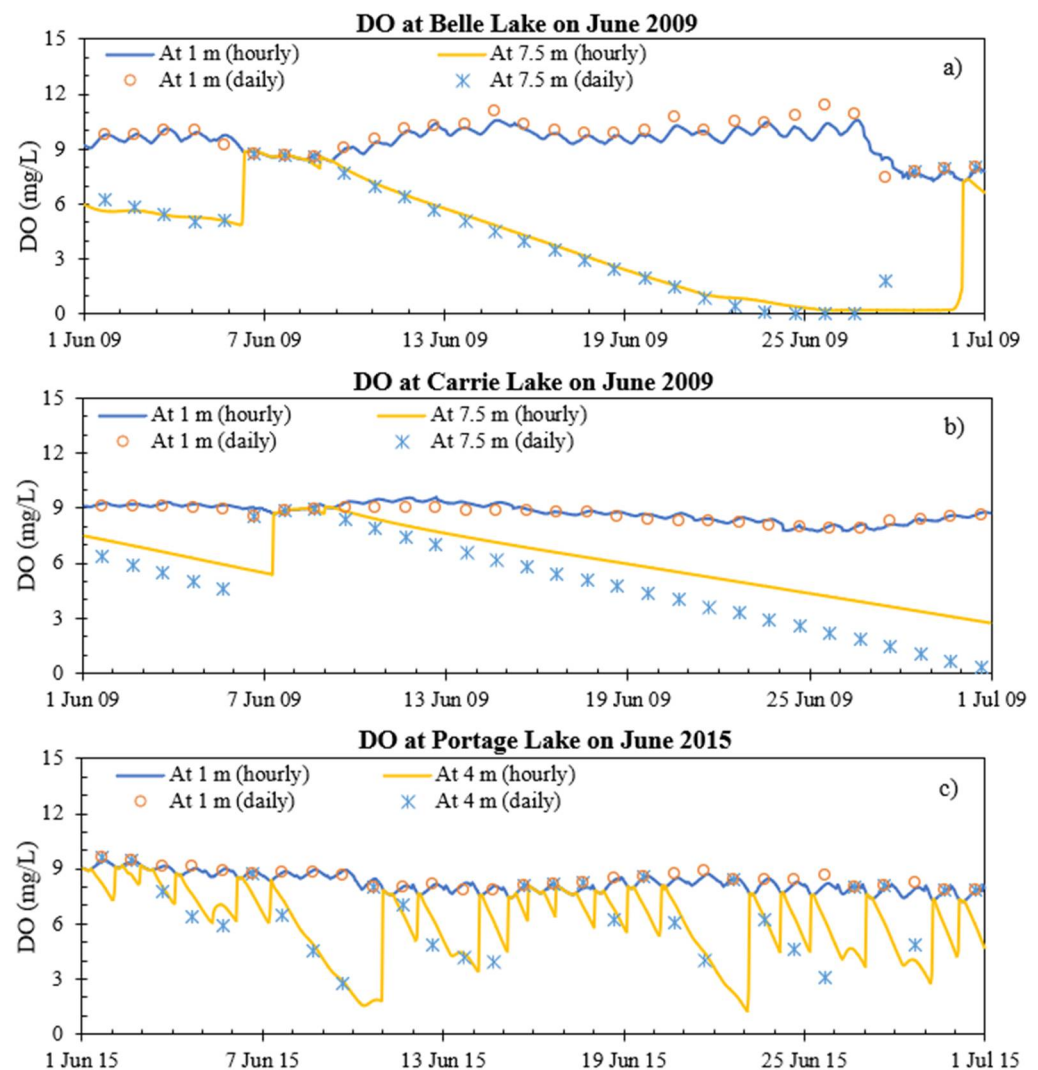 DO at Belle Lake on June 2009
15
At 1 m (hourly) At 7.5 m (hourly)
a)
At 1 m (daily) At 7.5 m (daily)
12
9
6
3
0
DO (mg/L)
1 Jun 09 7 Jun 09 13 Jun 09 19 Jun 09 25 Jun 09 1 Jul 09
DO at Carrie Lake on June 2009
15
At 1 m (hourly) At 7.5 m (hourly)
b)
At 1 m (daily) At 7.5 m (daily)
12
9
6
3
0
DO (mg/L)
1 Jun 09 7 Jun 09 13 Jun 09 19 Jun 09 25 Jun 09 1 Jul 09
DO at Portage Lake on June 2015
15
At 1 m (hourly) At 4 m (hourly)
c)
At 1 m (daily) At 4 m (daily)
12
9
6
3
0
DO (mg/L)
1 Jun 15 7 Jun 15 13 Jun 15 19 Jun 15 25 Jun 15 1 Jul 15